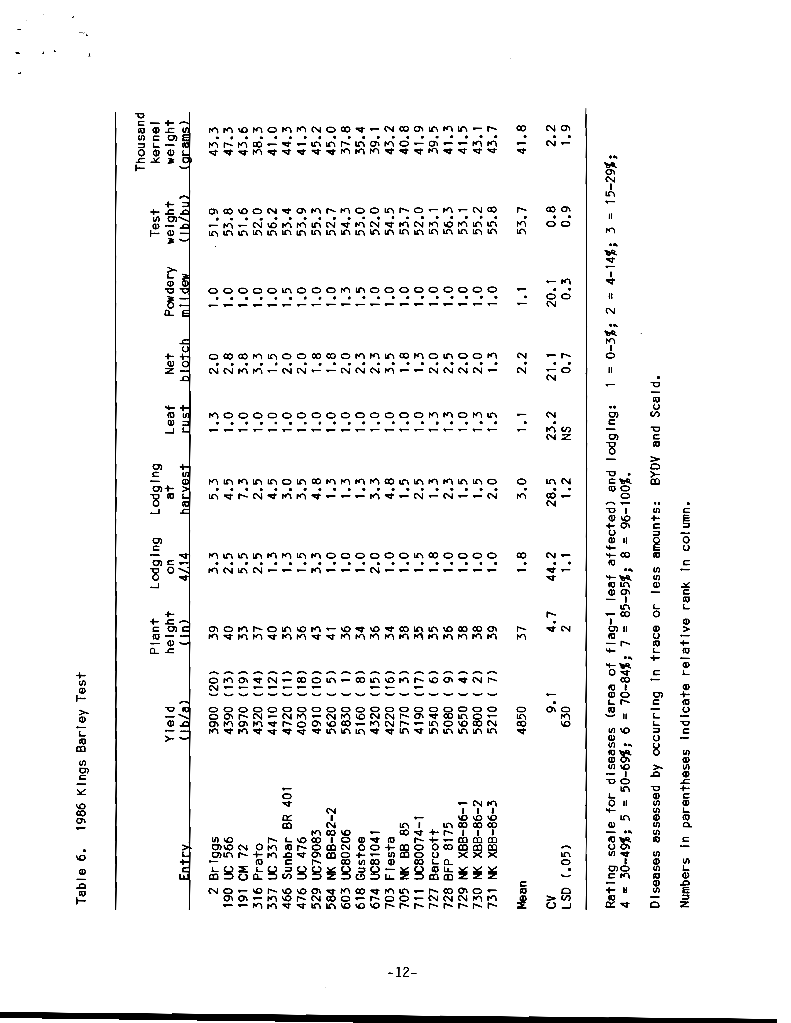 Table 6. 1986 Kings Barley Test
Thousand
Plant Lodging Lodging Test kernel
Yield height on at Leaf Net Powdery weight weight
Entry (lb/a) (in) 4/14 harvest rust blotch mildew (lb/bu) (grams)
2 Briggs 3900 (20) 39 3.3 5.3 1.3 2.0 1.0 51.9 43.3
190 UC 566 4390 (13) 40 2.5 4.5 1.0 2.8 1.0 53.8 47.3
191 CM 72 3970 (19) 33 5.5 7.3 1.0 3.8 1.0 51.6 43.6
316 Prato 4320 (14) 37 2.5 2.5 1.0 3.3 1.0 52.0 38.3
337 UC 337 4410 (12) 40 1.3 4.5 1.0 1.5 1.0 56.2 41.0
466 Sunbar BR 401 4720 (11) 35 1.3 3.0 1.0 2.0 1.5 53.4 44.3
476 UC 476 4030 (18) 36 1.5 3.5 1.0 2.0 1.0 53.9 41.3
529 UC79083 4910 (10) 43 3.3 4.8 1.0 1.8 1.0 55.3 45.2
584 NK BB-82-2 5620 ( 5) 41 1.0 1.3 1.0 1.8 1.0 52.7 45.0
603 UC80206 5830 ( 1) 36 1.0 1.3 1.0 2.0 1.3 54.3 37.8
618 Gustoe 5160 ( 8) 34 1.0 1.3 1.0 2.3 1.5 53.0 35.4
674 UC81041 4320 (15) 36 2.0 3.3 1.0 2.3 1.0 52.0 39.1
703 Fiesta 4220 (16) 34 1.0 4.8 1.0 3.5 1.0 54.5 43.2
705 NK BB 85 5770 ( 3) 38 1.0 1.5 1.0 1.8 1.0 53.7 40.8
711 UC80074-1 4190 (17) 35 1.5 2.5 1.0 1.3 1.0 52.0 41.9
727 Barcott 5540 ( 6) 35 1.8 1.3 1.3 2.0 1.0 53.1 39.5
728 BFP 8175 5080 ( 9) 36 1.0 2.3 1.3 2.5 1.0 56.3 41.3
729 NK XBB-86-1 5650 ( 4) 38 1.0 1.5 1.0 2.0 1.0 53.1 41.5
730 NK XBB-86-2 5800 ( 2) 38 1.0 1.5 1.3 2.0 1.0 55.2 43.1
731 NK XBB-86-3 5210 ( 7) 39 1.0 2.0 1.5 1.3 1.0 55.8 43.7
Mean 4850 37 1.8 3.0 1.1 2.2 1.1 53.7 41.8
CV 9.1 4.7 44.2 28.5 23.2 21.1 20.1 0.8 2.2
LSD (.05) 630 2 1.1 1.2 NS 0.7 0.3 0.9 1.9
Rating scale for diseases (area of flag-1 leaf affected) and lodging: 1 = 0-3%; 2 = 4-14%; 3 = 15-29%;
4 = 30-49%; 5 = 50-69%; 6 = 70-84%; 7 = 85-95%; 8 = 96-100%.
Diseases assessed by occurring in trace or less amounts: BYDV and Scald.
Numbers in parentheses indicate relative rank in column.
-12-